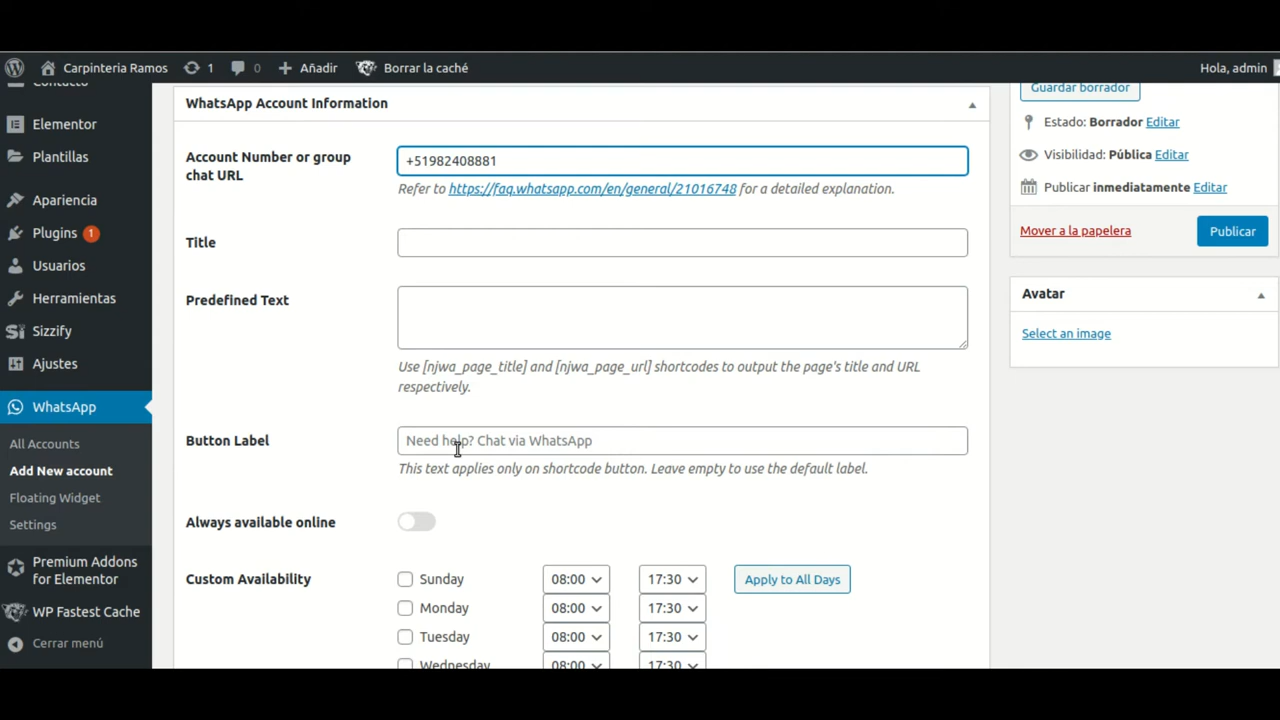 Carpinteria Ramos
1
0
Añadir
Borrar la caché
Hola, admin
Contacto
Elementor
Plantillas
Apariencia
Plugins 1
Usuarios
Herramientas
Sizzify
Ajustes
WhatsApp
All Accounts
Add New account
Floating Widget
Settings
Premium Addons
for Elementor
WP Fastest Cache
Cerrar menú
WhatsApp Account Information
Account Number or group
chat URL
+51982408881
Refer to https://faq.whatsapp.com/en/general/21016748 for a detailed explanation.
Title
Predefined Text
Use [njwa_page_title] and [njwa_page_url] shortcodes to output the page's title and URL
respectively.
Button Label
Need help? Chat via WhatsApp
This text applies only on shortcode button. Leave empty to use the default label.
Always available online
Custom Availability
Sunday 08:00 17:30 Apply to All Days
Monday 08:00 17:30
Tuesday 08:00 17:30
Wednesday 08:00 17:30
Guardar borrador
Estado: Borrador Editar
Visibilidad: Pública Editar
Publicar inmediatamente Editar
Mover a la papelera
Publicar
Avatar
Select an image